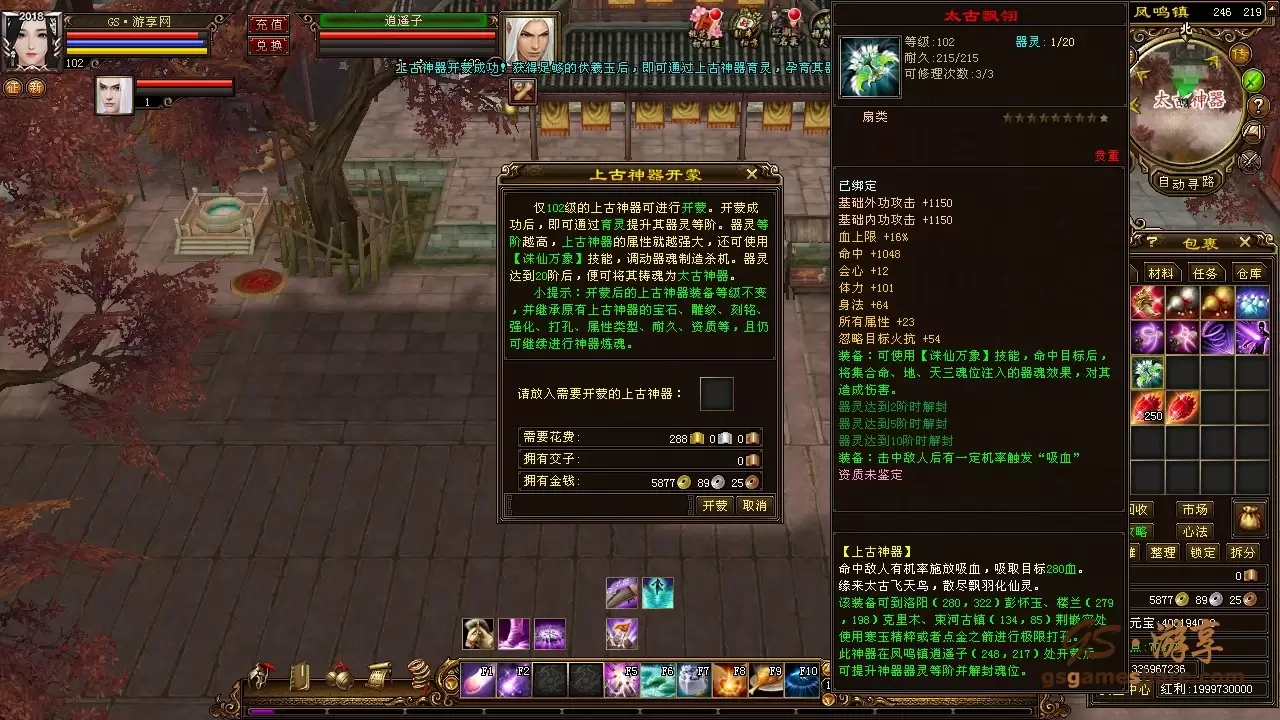 2018
GS·游享网
充值
兑换
逍遥子
102
征
新
1
上古神器开蒙成功！获得足够的伏羲玉后，即可通过上古神器育灵，孕育其器
上古神器开蒙
仅102级的上古神器可进行开蒙。开蒙成
功后，即可通过育灵提升其器灵等阶。器灵等
阶越高，上古神器的属性就越强大，还可使用
【诛仙万象】技能，调动器魂制造杀机。器灵
达到20阶后，便可将其铸魂为太古神器。
小提示：开蒙后的上古神器装备等级不变
，并继承原有上古神器的宝石、雕纹、刻铭、
强化、打孔、属性类型、耐久、资质等，且仍
可继续进行神器炼魂。
请放入需要开蒙的上古神器：
需要花费: 288 0 0
拥有交子: 0
拥有金钱: 5877 89 25
开蒙 取消
太古飘翎
等级:102 器灵: 1/20
耐久:215/215
可修理次数:3/3
扇类
贵重
已绑定
基础外功攻击 +1150
基础内功攻击 +1150
血上限 +16%
命中 +1048
会心 +12
体力 +101
身法 +64
所有属性 +23
忽略目标火抗 +54
装备：可使用【诛仙万象】技能，命中目标后，
将集合命、地、天三魂位注入的器魂效果，对其
造成伤害。
器灵达到2阶时解封
器灵达到5阶时解封
器灵达到10阶时解封
装备：击中敌人后有一定机率触发“吸血”
资质未鉴定
【上古神器】
命中敌人有机率施放吸血，吸取目标280血。
缘来太古飞天鸟，散尽飘羽化仙灵。
该装备可到洛阳（280，322）彭怀玉、楼兰（279
，198）克里木、束河古镇（134，85）荆嵛密处
使用寒玉精粹或者点金之箭进行极限打孔。
此神器在凤鸣镇逍遥子（248，217）处开蒙后
可提升神器器灵等阶并解封魂位。
凤鸣镇 246 219
北
传
太古神器
自动寻路
? 包裹
材料 任务 仓库
250
回收 市场
攻略 心法
整理 锁定 拆分
0
5877 89 25
红利:1999730000
GS·游享
gsgames
F1 F2 F5 F6 F7 F8 F9 F10